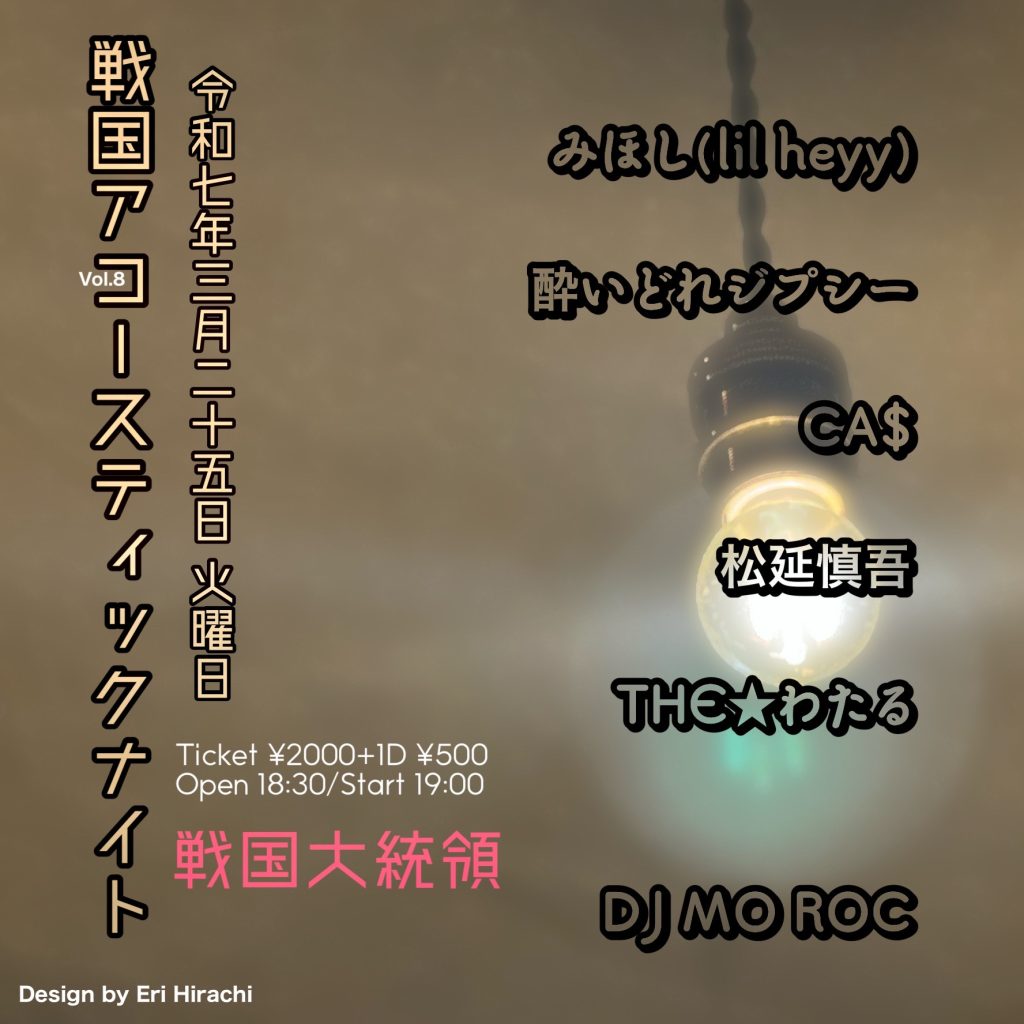 戦国アコースティックナイト
Vol.8
令和七年三月二十五日 火曜日
みほし(lil heyy)
酔いどれジプシー
CA$
松延慎吾
THE★わたる
DJ MO ROC
Ticket ¥2000+1D ¥500
Open 18:30/Start 19:00
戦国大統領
Design by Eri Hirachi